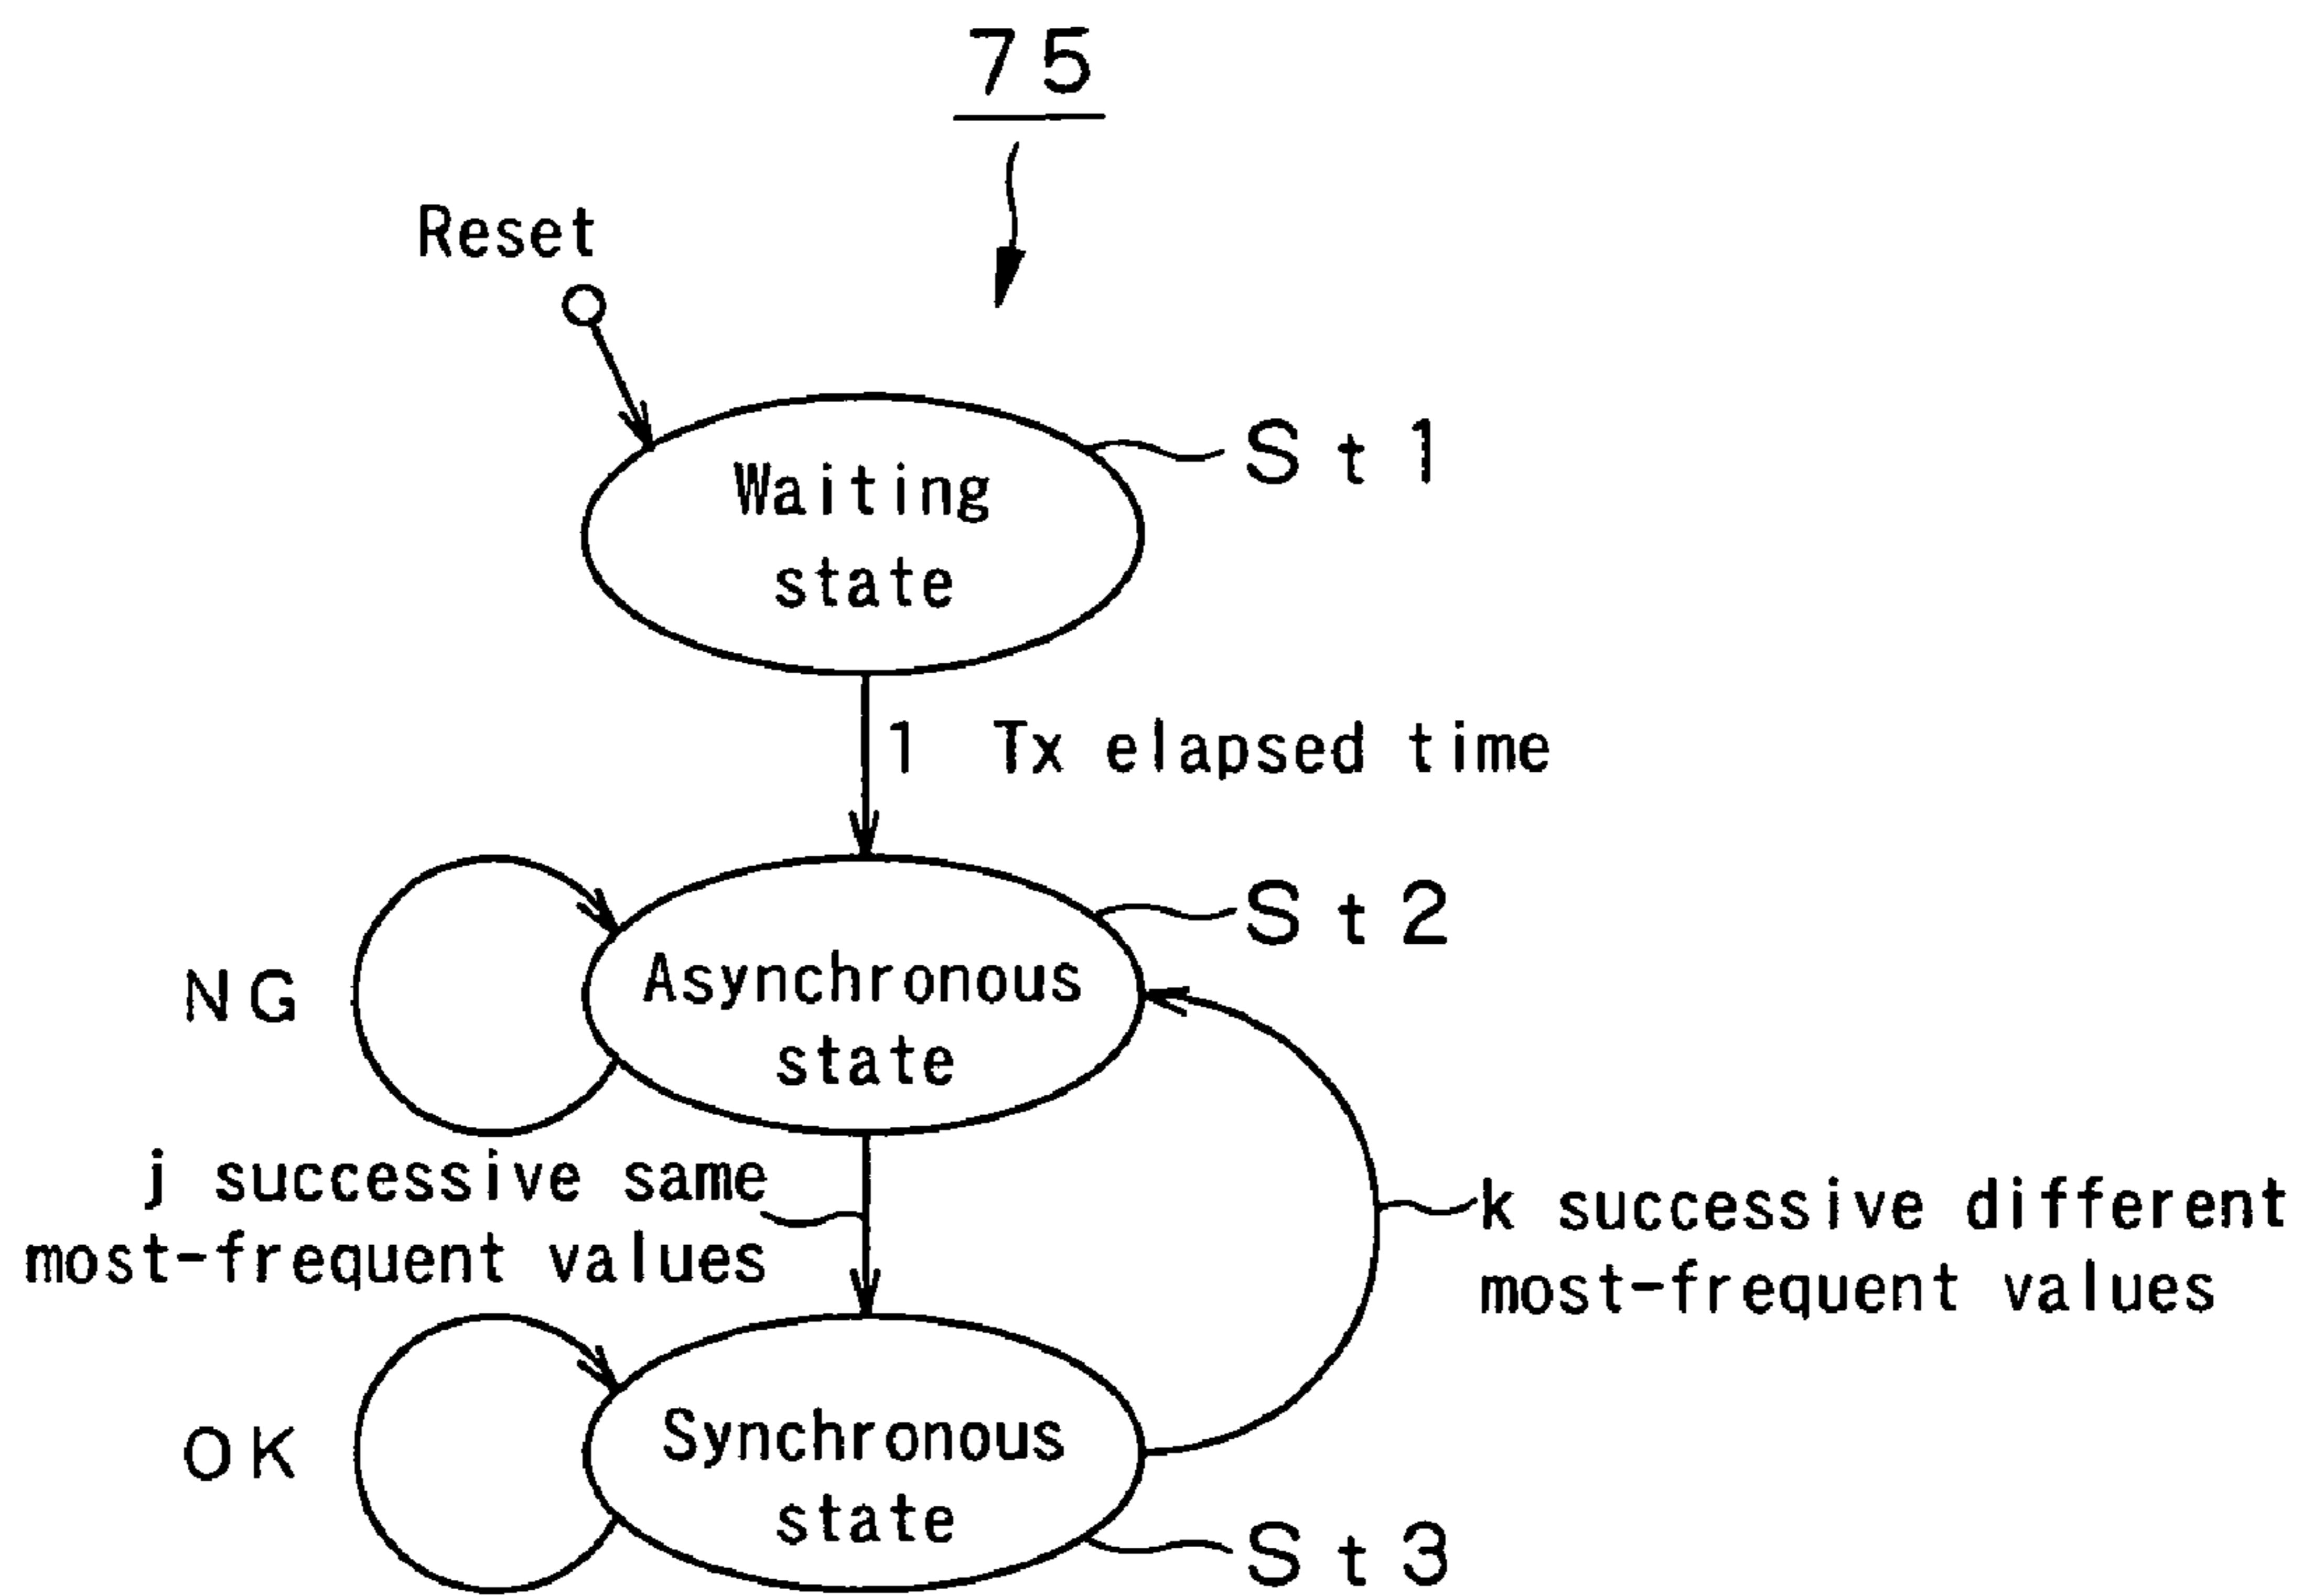 75
Reset
St1
Waiting
state
1 Tx elapsed time
St2
Asynchronous
state
NG
j successive same
most-frequent values
k successive different
most-frequent values
OK
Synchronous
state
St3